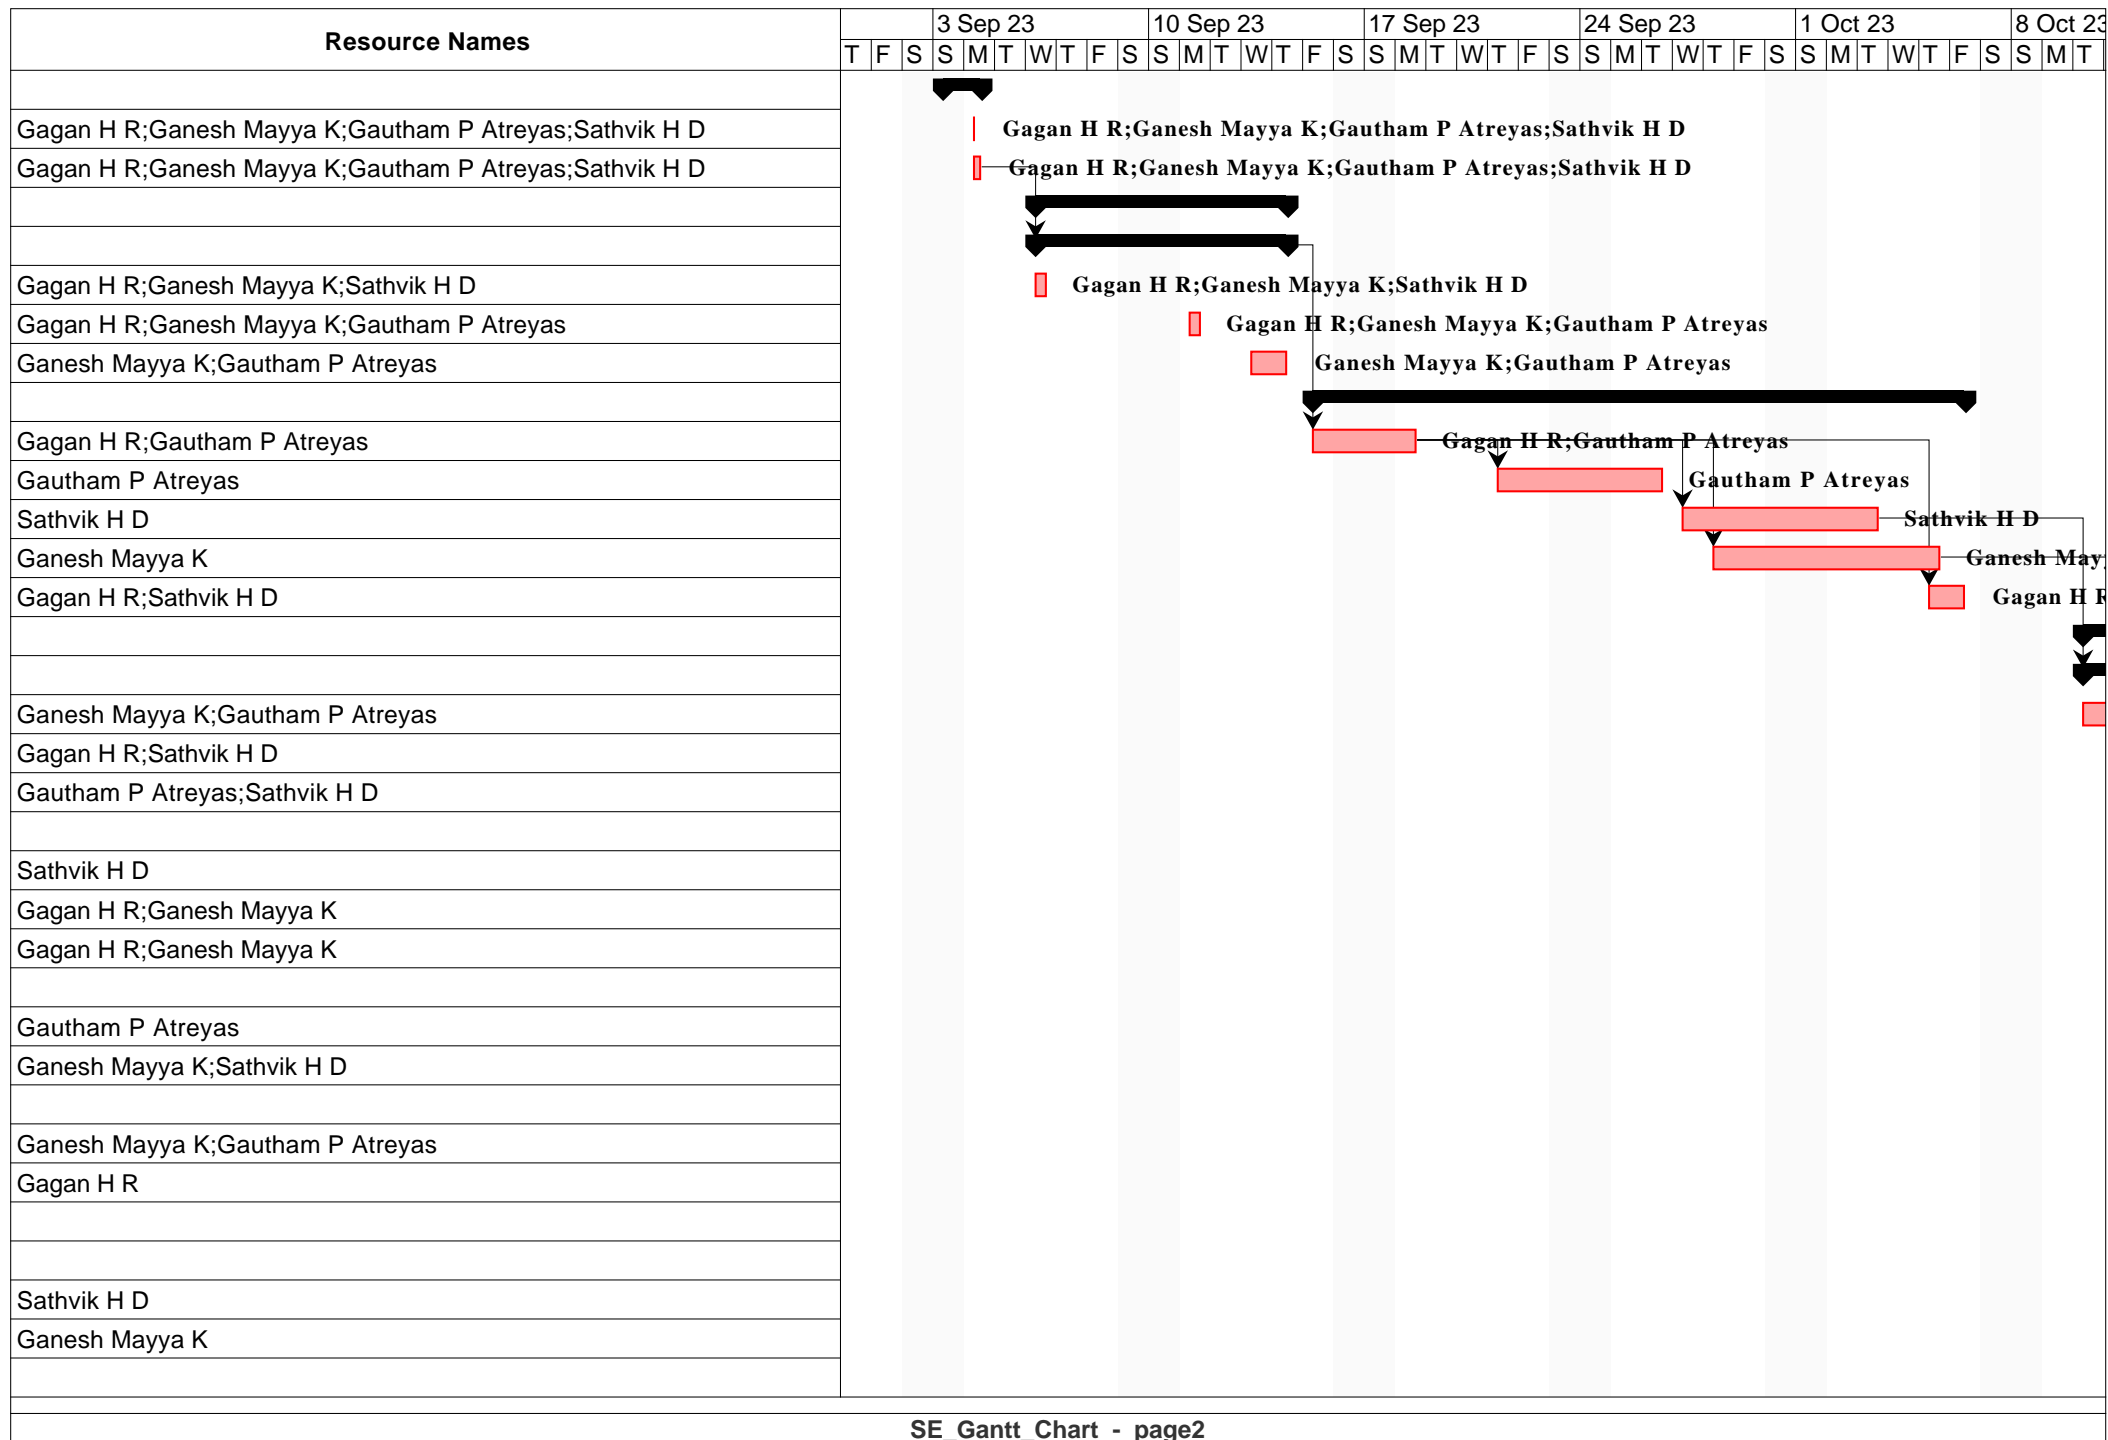 Resource Names
3 Sep 23 10 Sep 23 17 Sep 23 24 Sep 23 1 Oct 23 8 Oct 23
T F S S M T W T F S S M T W T F S S M T W T F S S M T W T F S S M T W T F S S M T
Gagan H R;Ganesh Mayya K;Gautham P Atreyas;Sathvik H D Gagan H R;Ganesh Mayya K;Gautham P Atreyas;Sathvik H D
Gagan H R;Ganesh Mayya K;Gautham P Atreyas;Sathvik H D Gagan H R;Ganesh Mayya K;Gautham P Atreyas;Sathvik H D
Gagan H R;Ganesh Mayya K;Sathvik H D Gagan H R;Ganesh Mayya K;Sathvik H D
Gagan H R;Ganesh Mayya K;Gautham P Atreyas Gagan H R;Ganesh Mayya K;Gautham P Atreyas
Ganesh Mayya K;Gautham P Atreyas Ganesh Mayya K;Gautham P Atreyas
Gagan H R;Gautham P Atreyas Gagan H R;Gautham P Atreyas
Gautham P Atreyas Gautham P Atreyas
Sathvik H D Sathvik H D
Ganesh Mayya K Ganesh May
Gagan H R;Sathvik H D Gagan H R
Ganesh Mayya K;Gautham P Atreyas
Gagan H R;Sathvik H D
Gautham P Atreyas;Sathvik H D
Sathvik H D
Gagan H R;Ganesh Mayya K
Gagan H R;Ganesh Mayya K
Gautham P Atreyas
Ganesh Mayya K;Sathvik H D
Ganesh Mayya K;Gautham P Atreyas
Gagan H R
Sathvik H D
Ganesh Mayya K
SE_Gantt_Chart - page2